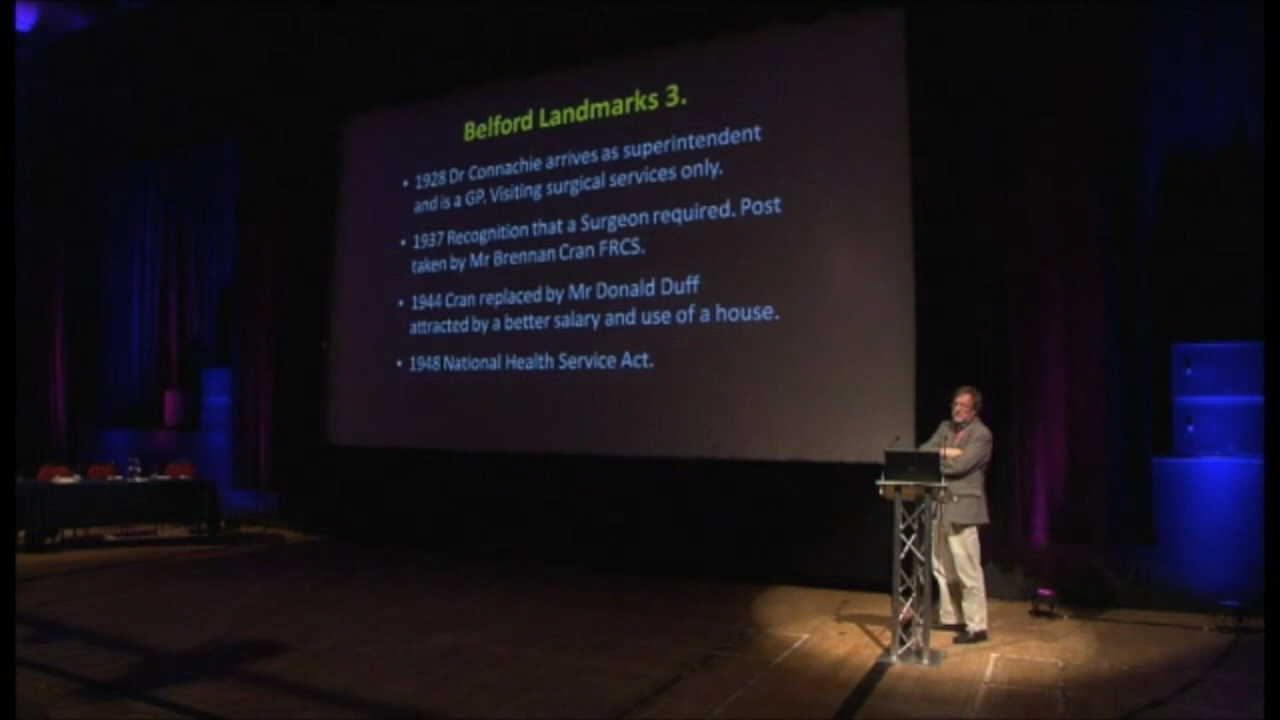 Belford Landmarks 3.
• 1928 Dr Connachie arrives as superintendent
and is a GP. Visiting surgical services only.
• 1937 Recognition that a Surgeon required. Post
taken by Mr Brennan Cran FRCS.
• 1944 Cran replaced by Mr Donald Duff
attracted by a better salary and use of a house.
• 1948 National Health Service Act.